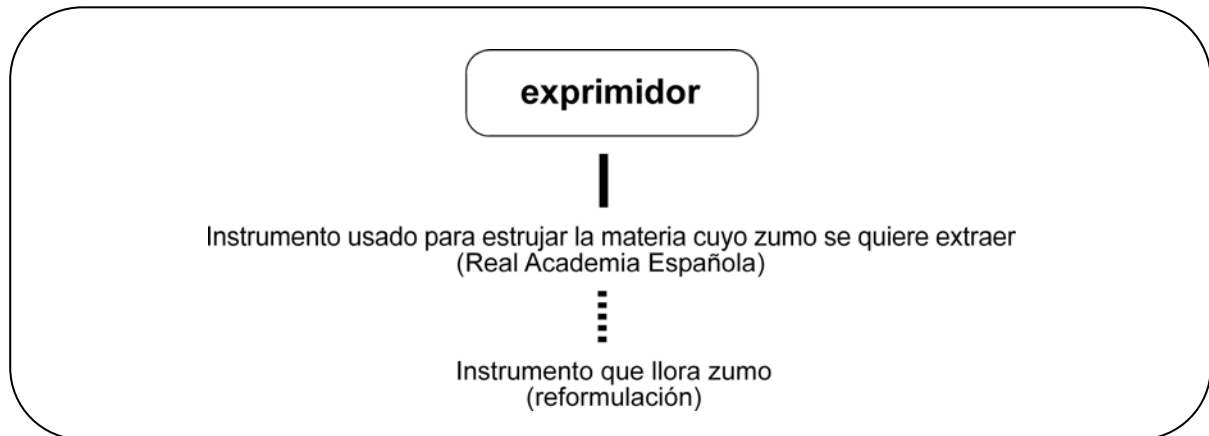 exprimidor
Instrumento usado para estrujar la materia cuyo zumo se quiere extraer
(Real Academia Española)
Instrumento que llora zumo
(reformulación)